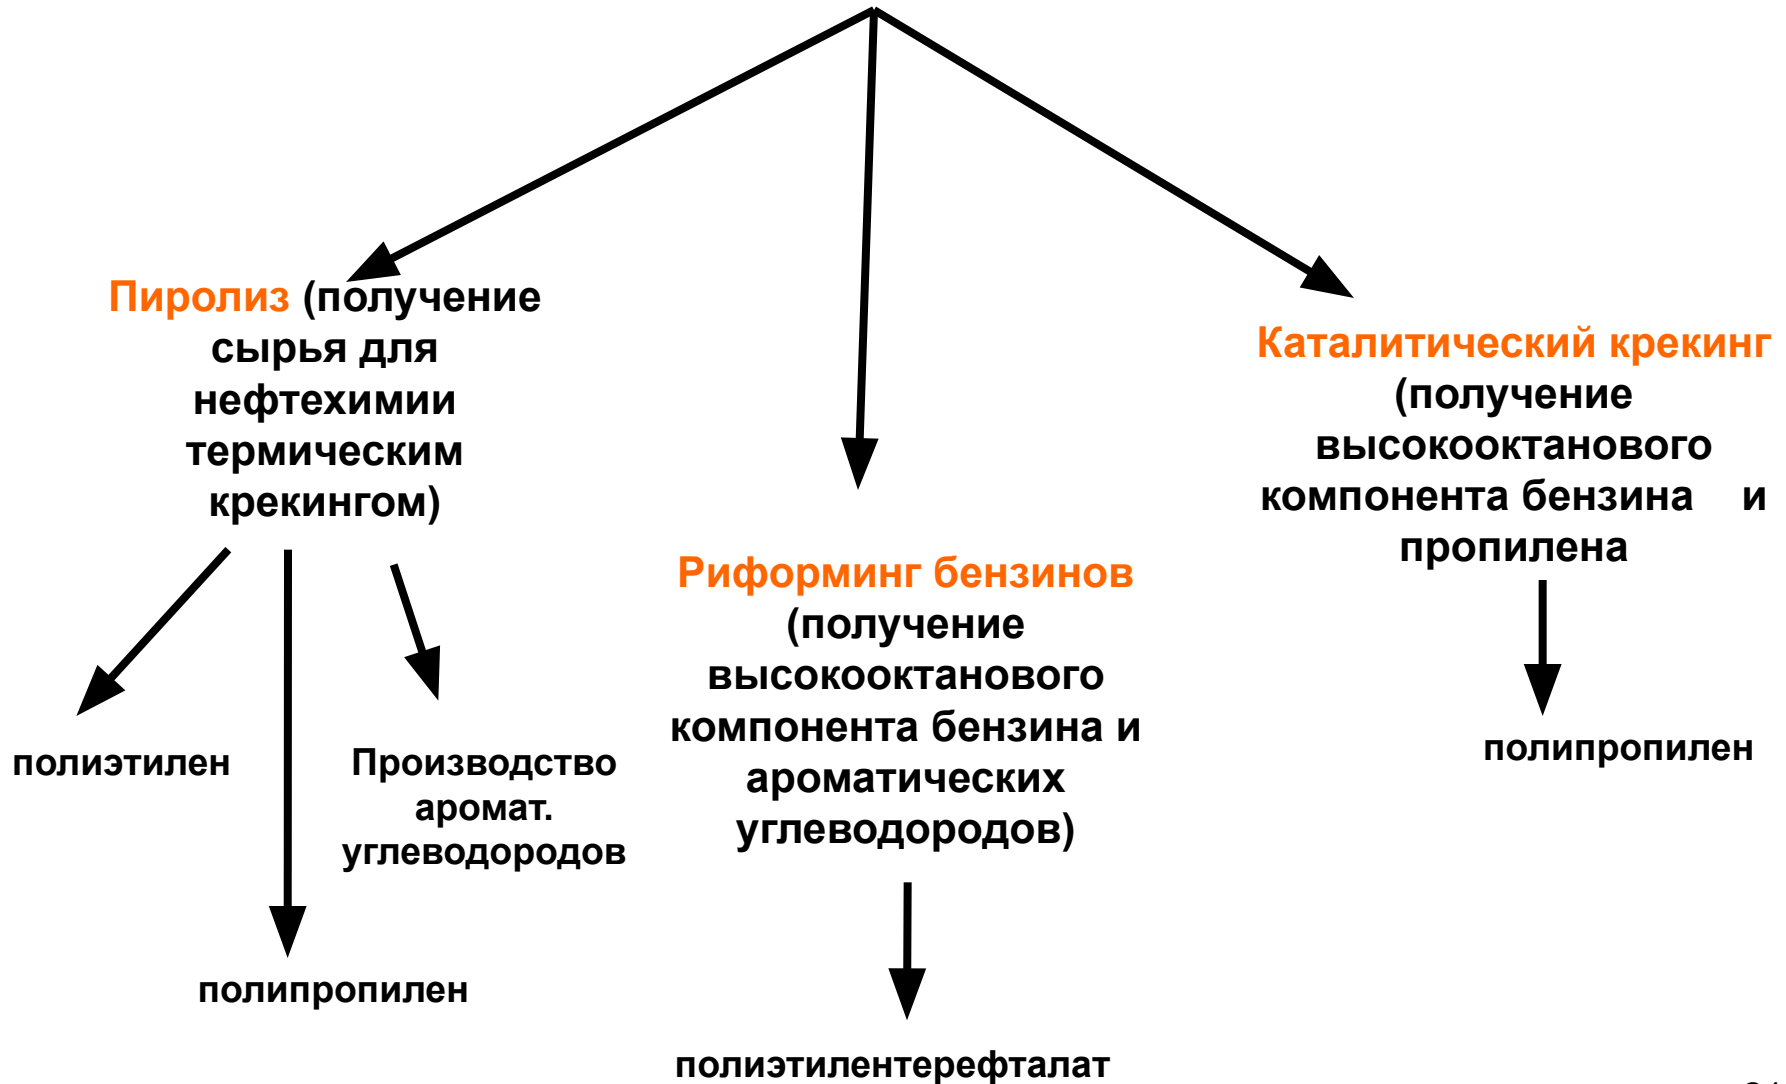 Пиролиз (получение
сырья для
нефтехимии
термическим
крекингом)
Каталитический крекинг
(получение
высокооктанового
компонента бензина и
пропилена
Риформинг бензинов
(получение
высокооктанового
компонента бензина и
ароматических
углеводородов)
полиэтилен
Производство
аромат.
углеводородов
полипропилен
полипропилен
полиэтилентерефталат